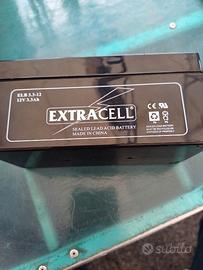 ELB 3.3-12
12V 3.3Ah
EXTRACELL
SEALED LEAD ACID BATTERY
MADE IN CHINA
subito